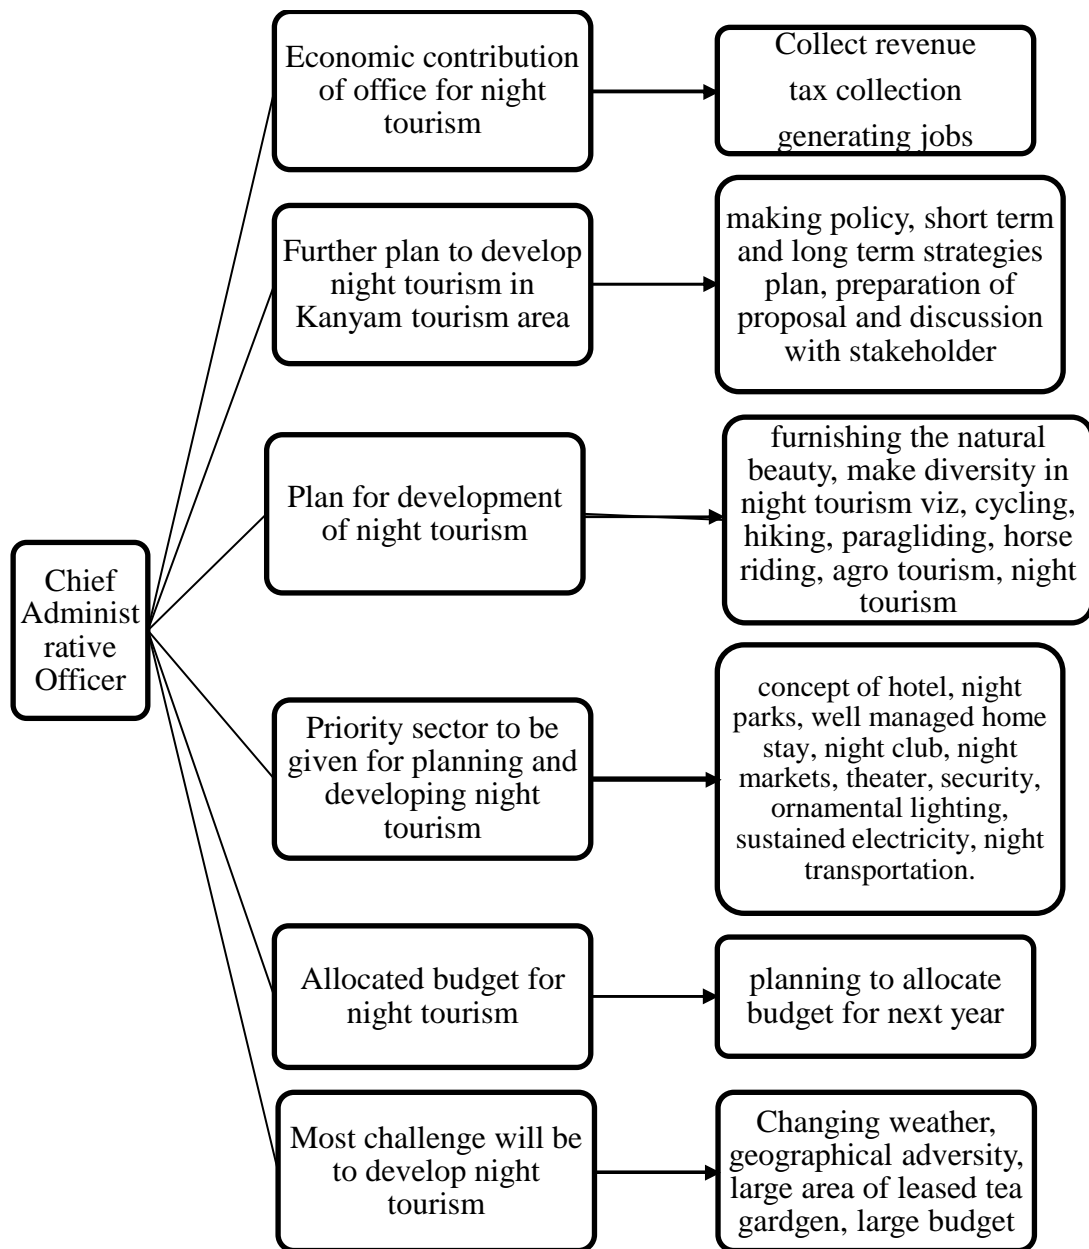 Economic contribution
of office for night
tourism
Collect revenue
tax collection
generating jobs
Further plan to develop
night tourism in
Kanyam tourism area
making policy, short term
and long term strategies
plan, preparation of
proposal and discussion
with stakeholder
Plan for development
of night tourism
furnishing the natural
beauty, make diversity in
night tourism viz, cycling,
hiking, paragliding, horse
riding, agro tourism, night
tourism
Chief
Administ
rative
Officer
Priority sector to be
given for planning and
developing night
tourism
concept of hotel, night
parks, well managed home
stay, night club, night
markets, theater, security,
ornamental lighting,
sustained electricity, night
transportation.
Allocated budget for
night tourism
planning to allocate
budget for next year
Most challenge will be
to develop night
tourism
Changing weather,
geographical adversity,
large area of leased tea
gardgen, large budget